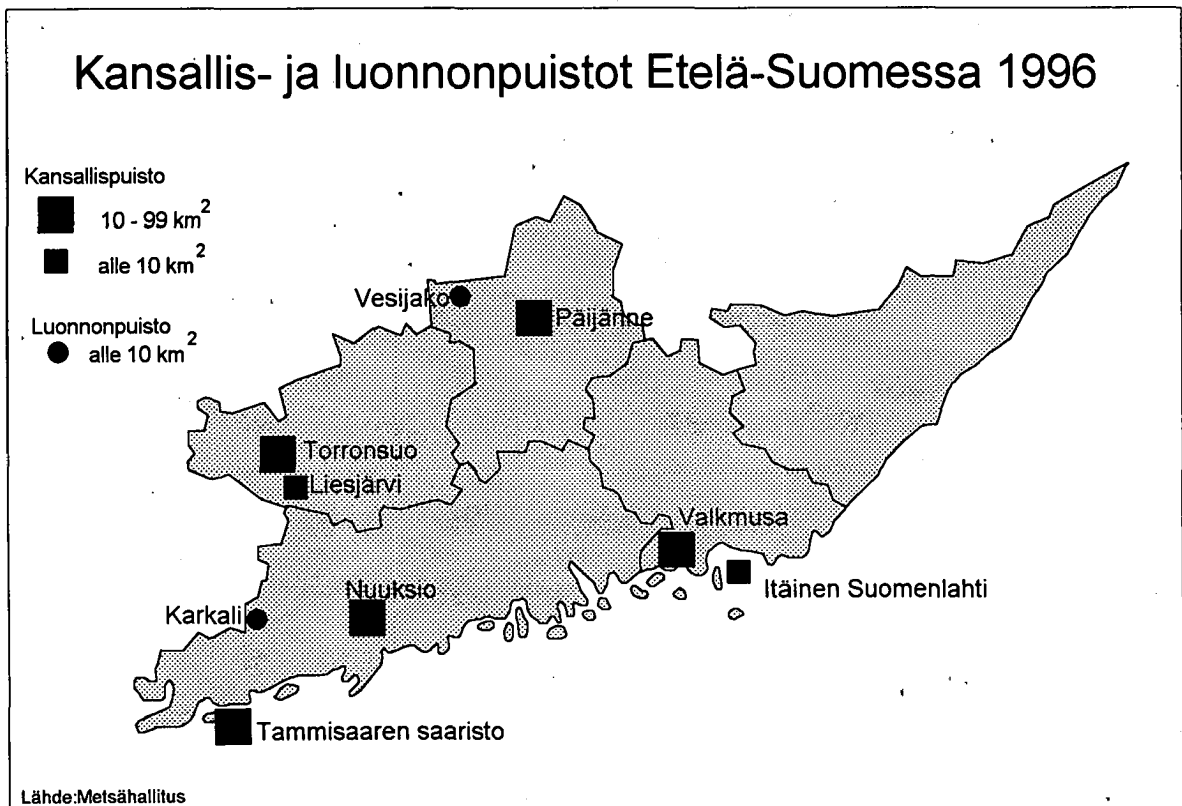 Kansallis- ja luonnonpuistot Etelä-Suomessa 1996
Kansallispuisto
10 - 99 km²
alle 10 km²
Luonnonpuisto
alle 10 km²
Vesijako
Päijänne
Torronsuo
Liesjärvi
Valkmusa
Itäinen Suomenlahti
Nuuksio
Karkali
Tammisaaren saaristo
Lähde:Metsähallitus